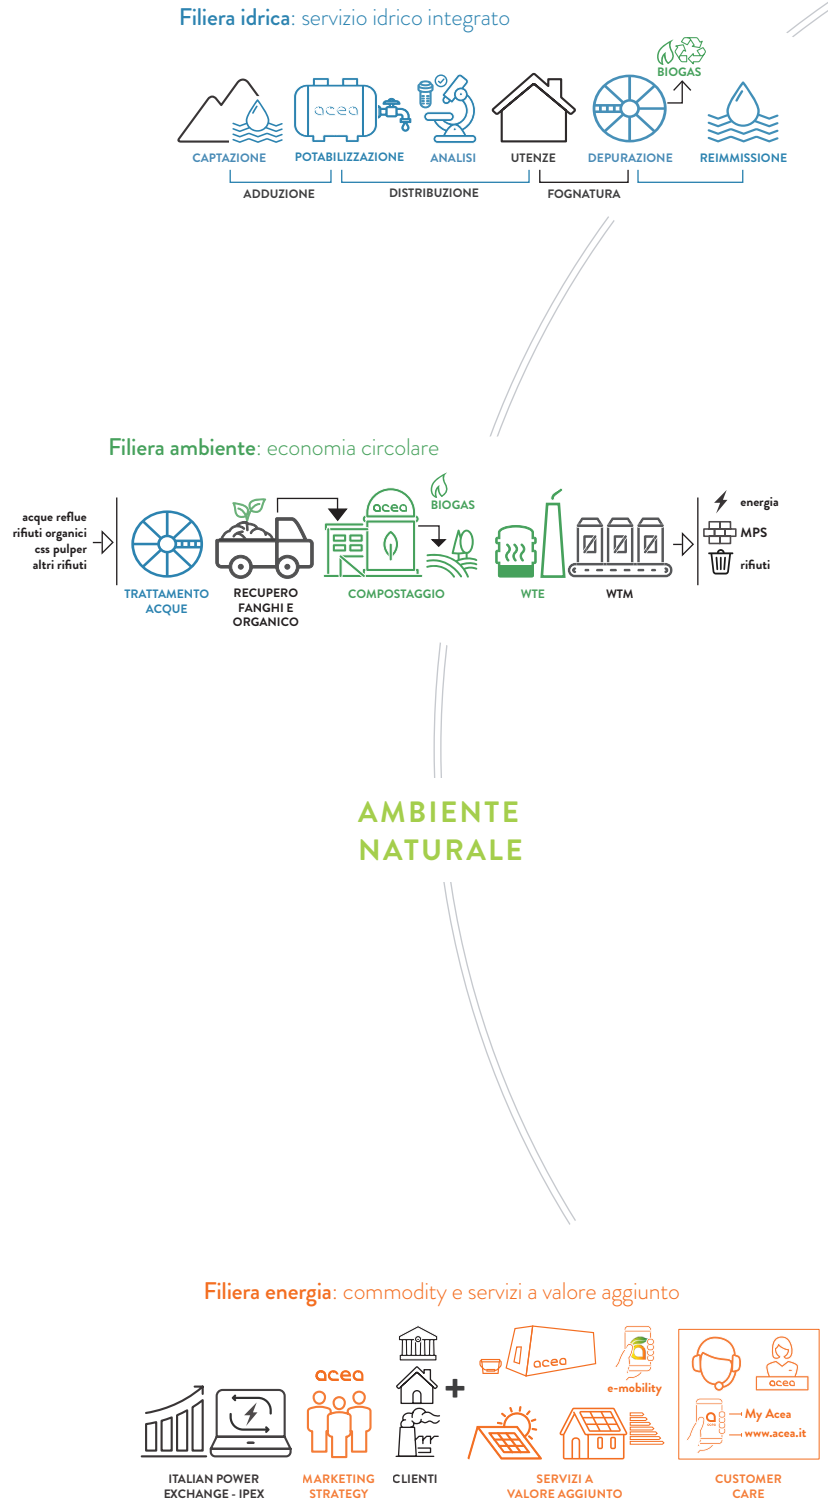 Filiera idrica: servizio idrico integrato
BIOGAS
acea
CAPTAZIONE
POTABILIZZAZIONE
ANALISI
UTENZE
DEPURAZIONE
REIMMISSIONE
ADDUZIONE
DISTRIBUZIONE
FOGNATURA
Filiera ambiente: economia circolare
acque reflue
rifiuti organici
css pulper
altri rifiuti
acea
BIOGAS
energia
MPS
rifiuti
TRATTAMENTO
ACQUE
RECUPERO
FANGHI E
ORGANICO
COMPOSTAGGIO
WTE
WTM
AMBIENTE
NATURALE
Filiera energia: commodity e servizi a valore aggiunto
acea
acea
e-mobility
acea
My Acea
www.acea.it
ITALIAN POWER
EXCHANGE - IPEX
MARKETING
STRATEGY
CLIENTI
SERVIZI A
VALORE AGGIUNTO
CUSTOMER
CARE